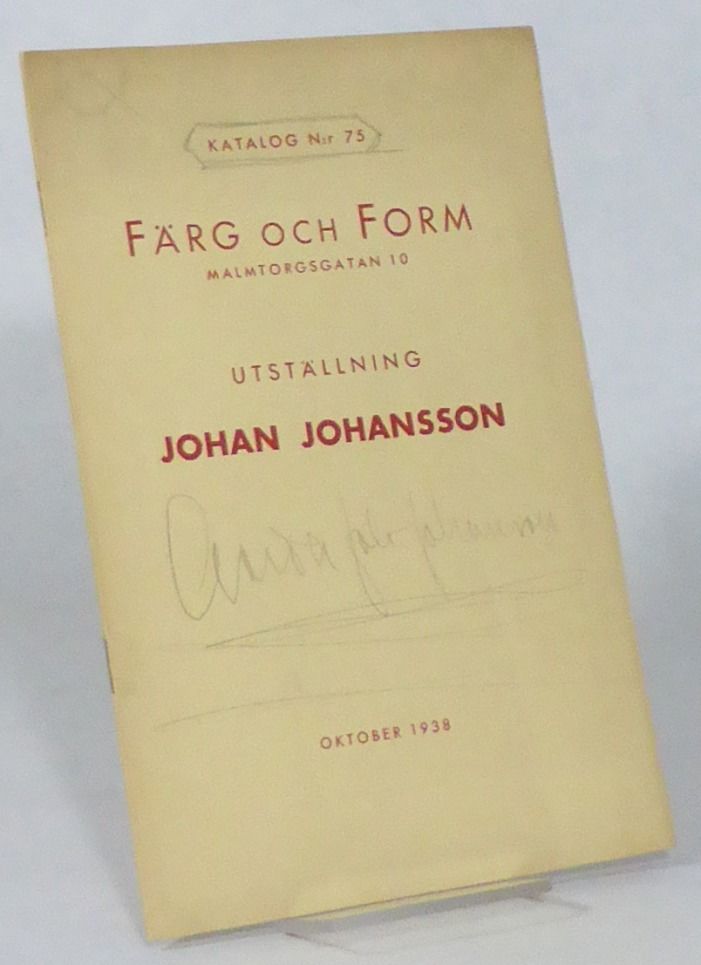 KATALOG N:r 75
FÄRG OCH FORM
MALMTORGSGATAN 10
UTSTÄLLNING
JOHAN JOHANSSON
OKTOBER 1938